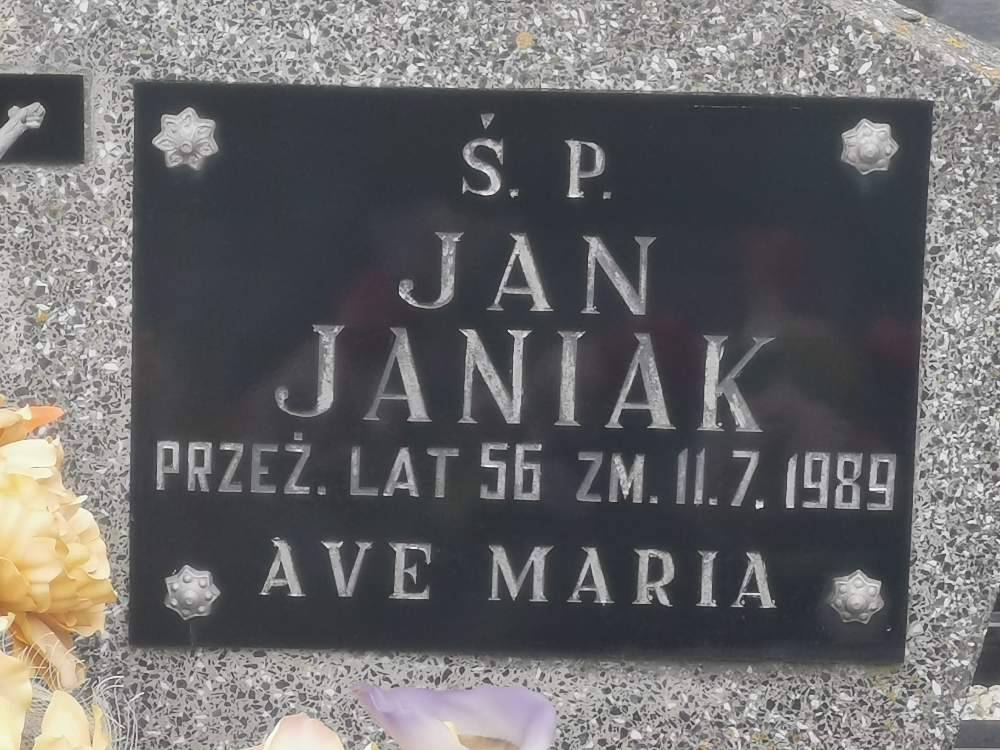 Ś. P.
JAN
JANIAK
PRZEŻ. LAT 56 ZM. 11.7.1989
AVE MARIA